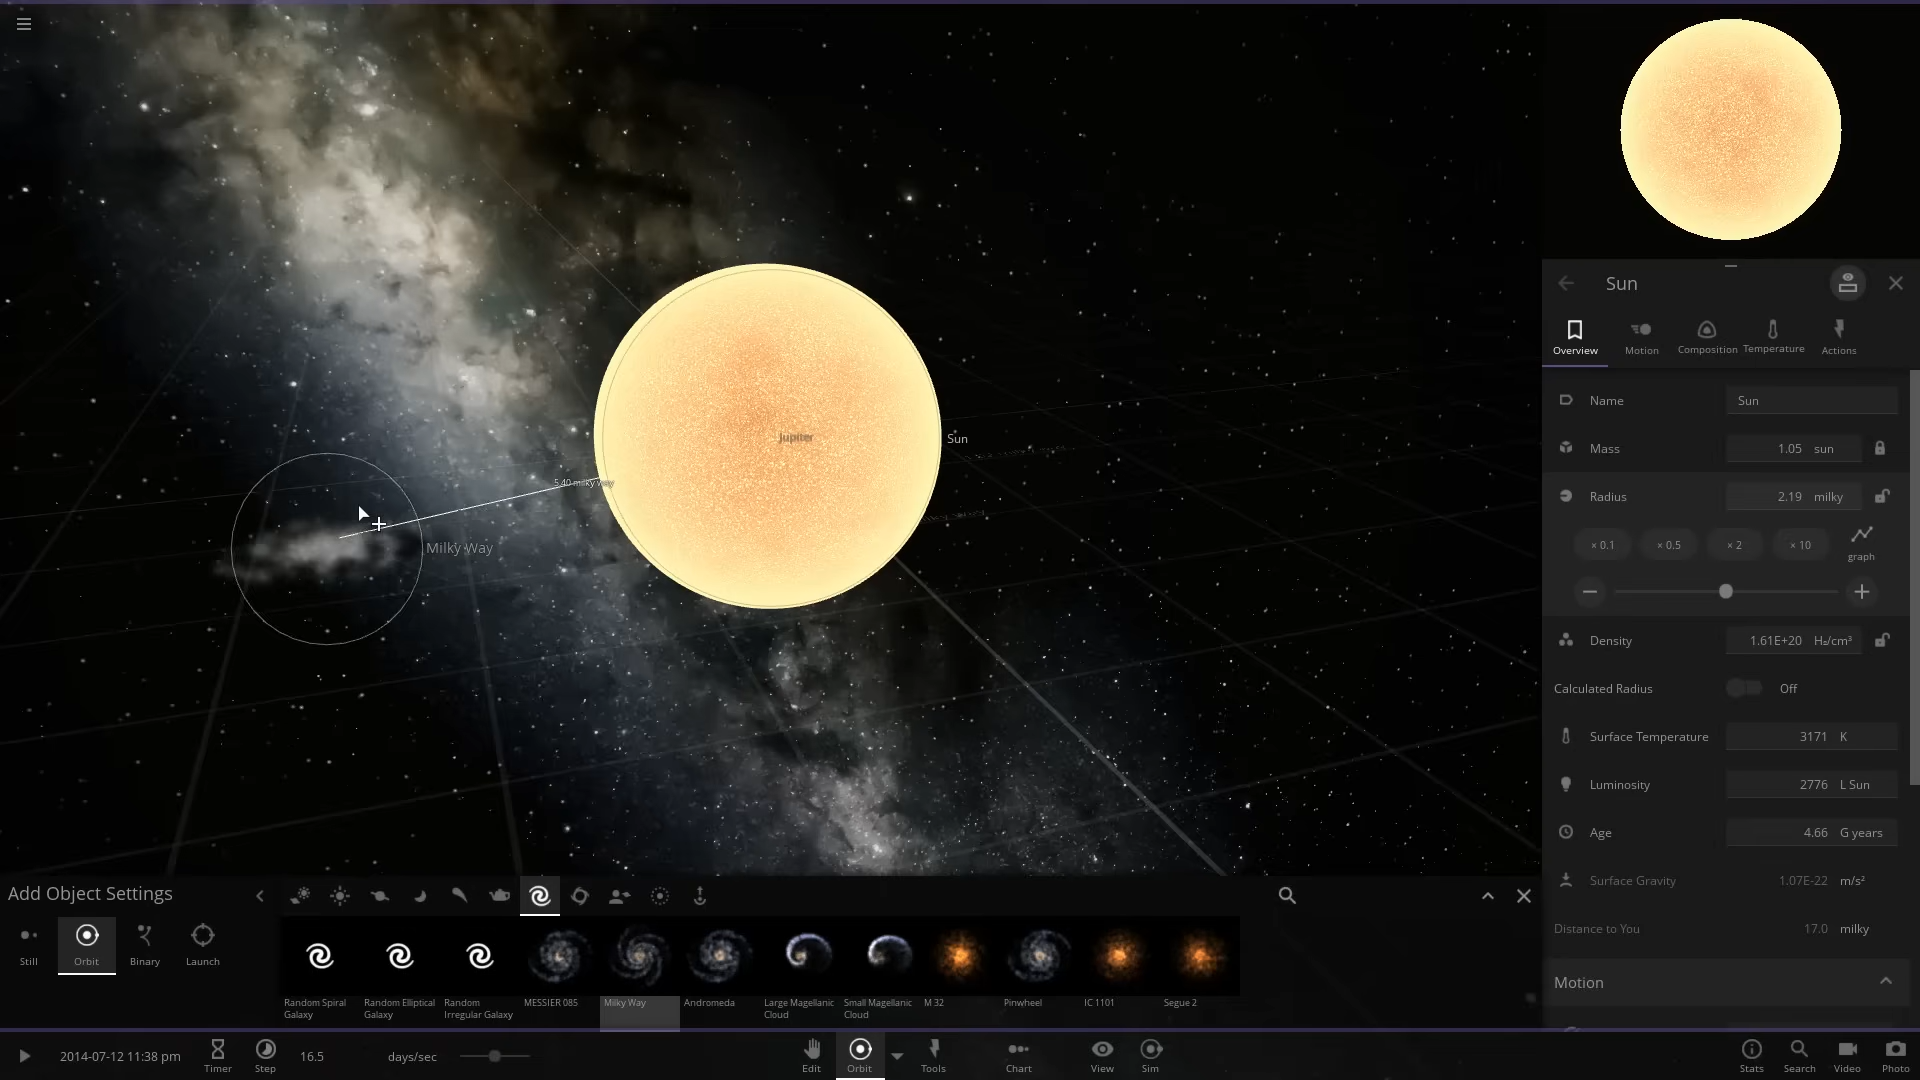 Jupiter
Sun
5.40 milky way
Milky Way
Sun
Overview
Motion
Composition
Temperature
Actions
Name
Sun
Mass
1.05 sun
Radius
2.19 milky
× 0.1
× 0.5
× 2
× 10
graph
Density
1.61E+20 H₂/cm³
Calculated Radius
Off
Surface Temperature
3171 K
Luminosity
2776 L Sun
Age
4.66 G years
Surface Gravity
1.07E-22 m/s²
Distance to You
17.0 milky
Motion
Add Object Settings
Still
Orbit
Binary
Launch
Random Spiral
Galaxy
Random Elliptical
Galaxy
Random
Irregular Galaxy
MESSIER 085
Milky Way
Andromeda
Large Magellanic
Cloud
Small Magellanic
Cloud
M 32
Pinwheel
IC 1101
Segue 2
2014-07-12 11:38 pm
Timer
Step
16.5
days/sec
Edit
Orbit
Tools
Chart
View
Sim
Stats
Search
Video
Photo